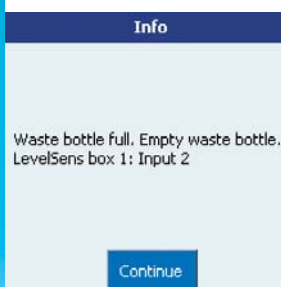 Info
Waste bottle full. Empty waste bottle.
LevelSens box 1: Input 2
Continue